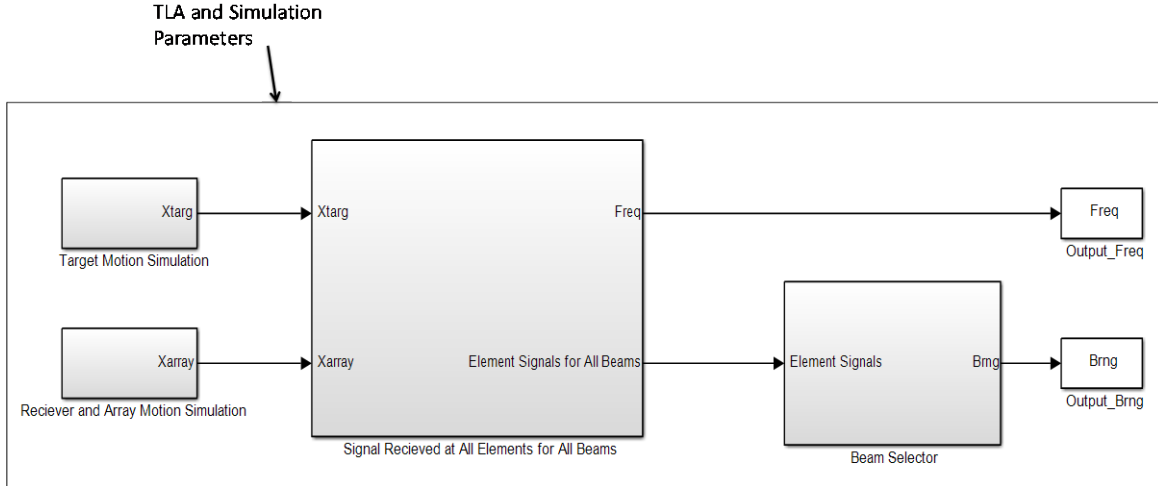 TLA and Simulation
Parameters
Xtarg
Target Motion Simulation
Xarray
Reciever and Array Motion Simulation
Xtarg
Freq
Xarray
Element Signals for All Beams
Signal Recieved at All Elements for All Beams
Element Signals
Brng
Beam Selector
Freq
Output_Freq
Brng
Output_Brng